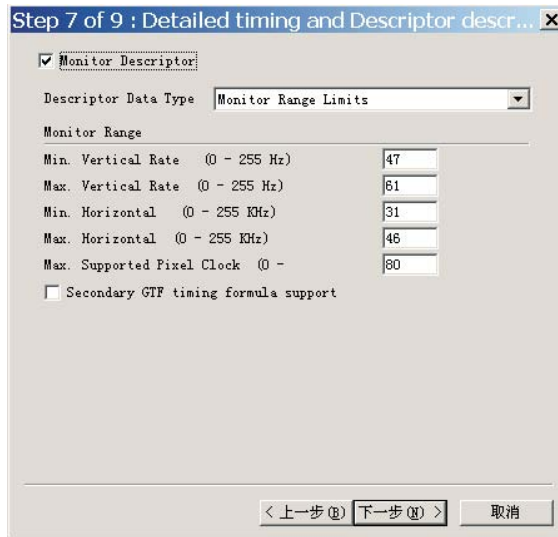 Step 7 of 9 : Detailed timing and Descriptor descr...
Monitor Descriptor
Descriptor Data Type Monitor Range Limits
Monitor Range
Min. Vertical Rate (0 - 255 Hz) 47
Max. Vertical Rate (0 - 255 Hz) 61
Min. Horizontal (0 - 255 KHz) 31
Max. Horizontal (0 - 255 KHz) 46
Max. Supported Pixel Clock (0 - 80
Secondary GTF timing formula support
< 上一步(B) 下一步(N) > 取消